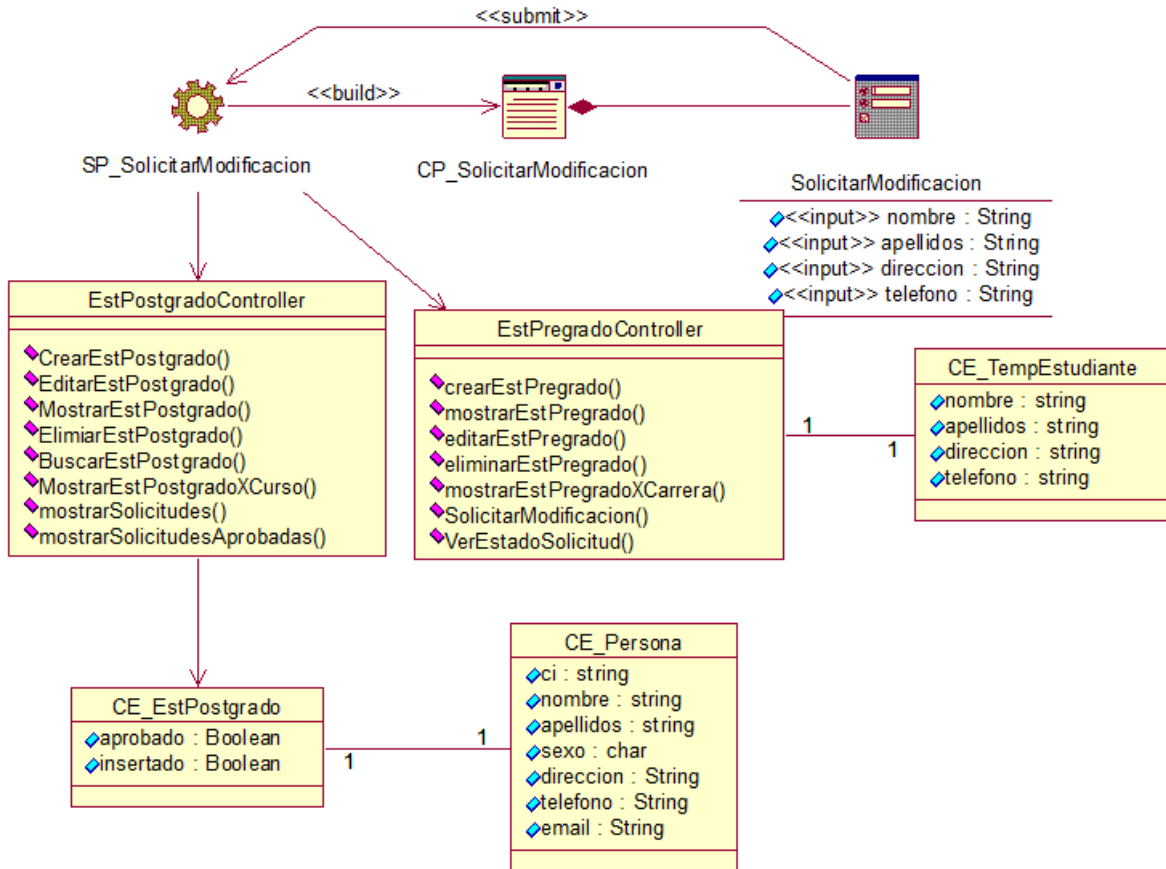 <<submit>>
<<build>>
SP_SolicitarModificacion
CP_SolicitarModificacion
SolicitarModificacion
<<input>> nombre : String
<<input>> apellidos : String
<<input>> direccion : String
<<input>> telefono : String
EstPostgradoController
CrearEstPostgrado()
EditarEstPostgrado()
MostrarEstPostgrado()
ElimiarEstPostgrado()
BuscarEstPostgrado()
MostrarEstPostgradoXCurso()
mostrarSolicitudes()
mostrarSolicitudesAprobadas()
EstPregradoController
crearEstPregrado()
mostrarEstPregrado()
editarEstPregrado()
eliminarEstPregrado()
mostrarEstPregradoXCarrera()
SolicitarModificacion()
VerEstadoSolicitud()
1
1
CE_TempEstudiante
nombre : string
apellidos : string
direccion : string
telefono : string
CE_EstPostgrado
aprobado : Boolean
insertado : Boolean
1
1
CE_Persona
ci : string
nombre : string
apellidos : string
sexo : char
direccion : String
telefono : String
email : String